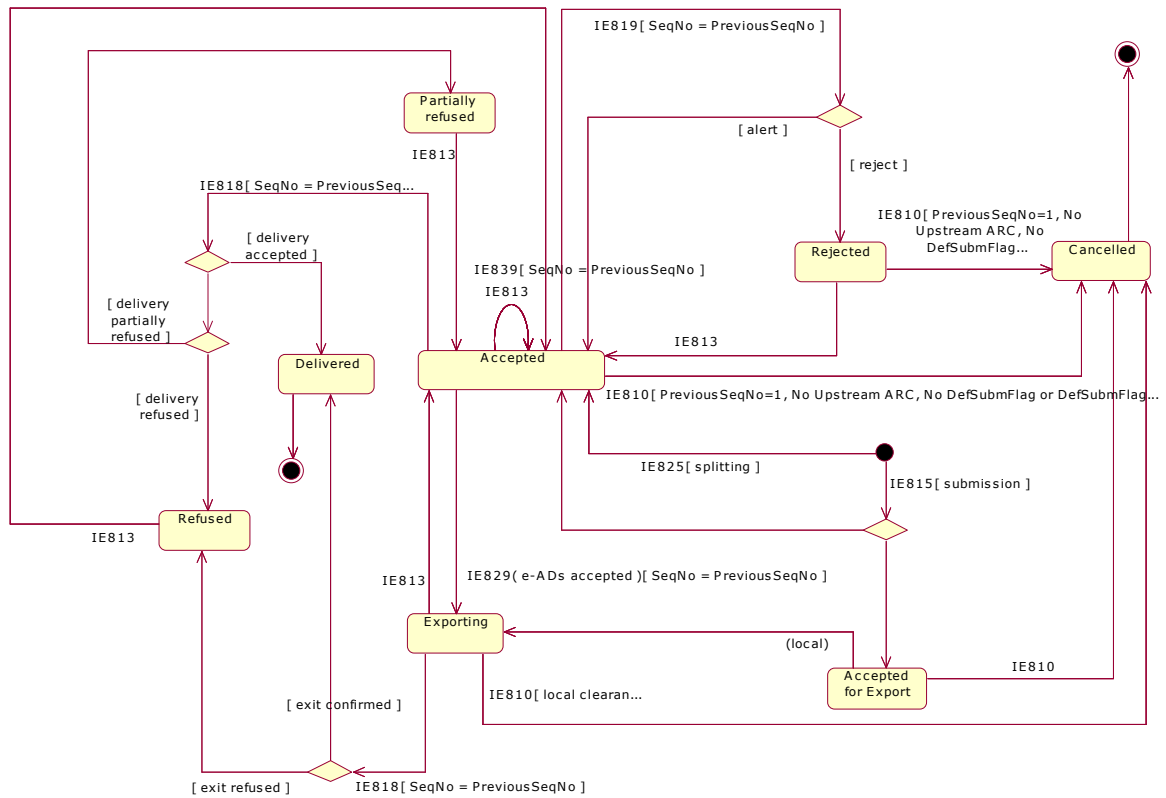 IE819[ SeqNo = PreviousSeqNo ]
Partially
refused
[ alert ]
IE813
[ reject ]
IE818[ SeqNo = PreviousSeq...
IE810[ PreviousSeqNo=1, No
Upstream ARC, No
DefSubmFlag...
[ delivery
accepted ]
Rejected
Cancelled
IE839[ SeqNo = PreviousSeqNo ]
IE813
[ delivery
partially
refused ]
IE813
Accepted
Delivered
IE810[ PreviousSeqNo=1, No Upstream ARC, No DefSubmFlag or DefSubmFlag...
[ delivery
refused ]
IE825[ splitting ]
IE815[ submission ]
Refused
IE813
IE813
IE829( e-ADs accepted )[ SeqNo = PreviousSeqNo ]
Exporting
(local)
IE810
Accepted
for Export
IE810[ local clearan...
[ exit confirmed ]
[ exit refused ]
IE818[ SeqNo = PreviousSeqNo ]